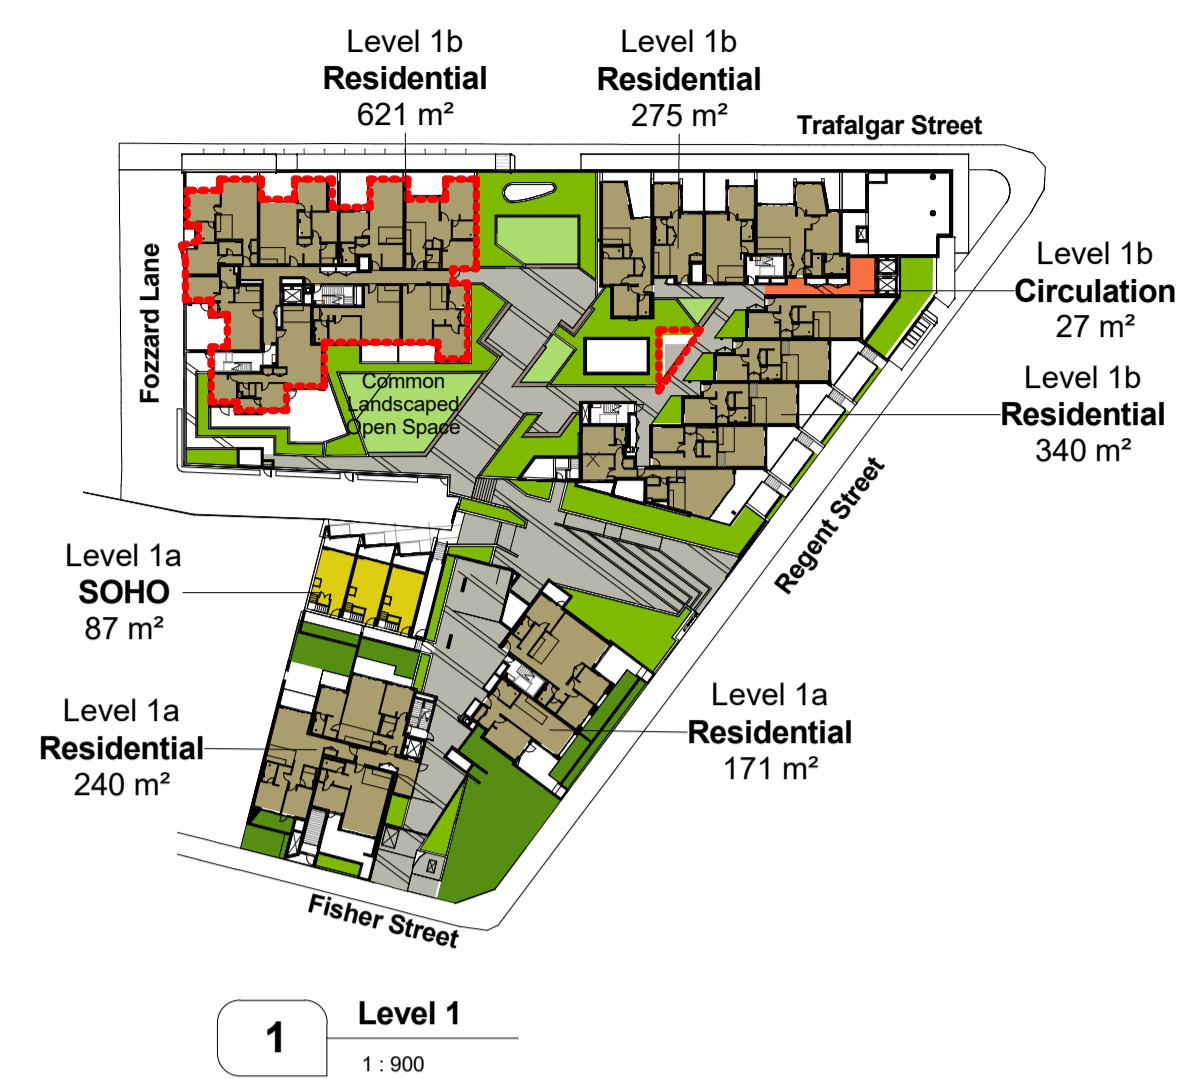 Level 1b
Residential
621 m²
Level 1b
Residential
275 m²
Trafalgar Street
Fozzard Lane
Level 1b
Circulation
27 m²
Level 1b
Residential
340 m²
Common
Landscaped
Open Space
Regent Street
Level 1a
SOHO
87 m²
Level 1a
Residential
240 m²
Level 1a
Residential
171 m²
Fisher Street
1
Level 1
1 : 900